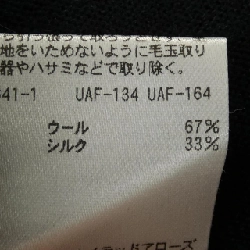 地をいためないように毛玉取り
器やハサミなどで取り除く。
641-1 UAF-134 UAF-164
ウール 67%
シルク 33%